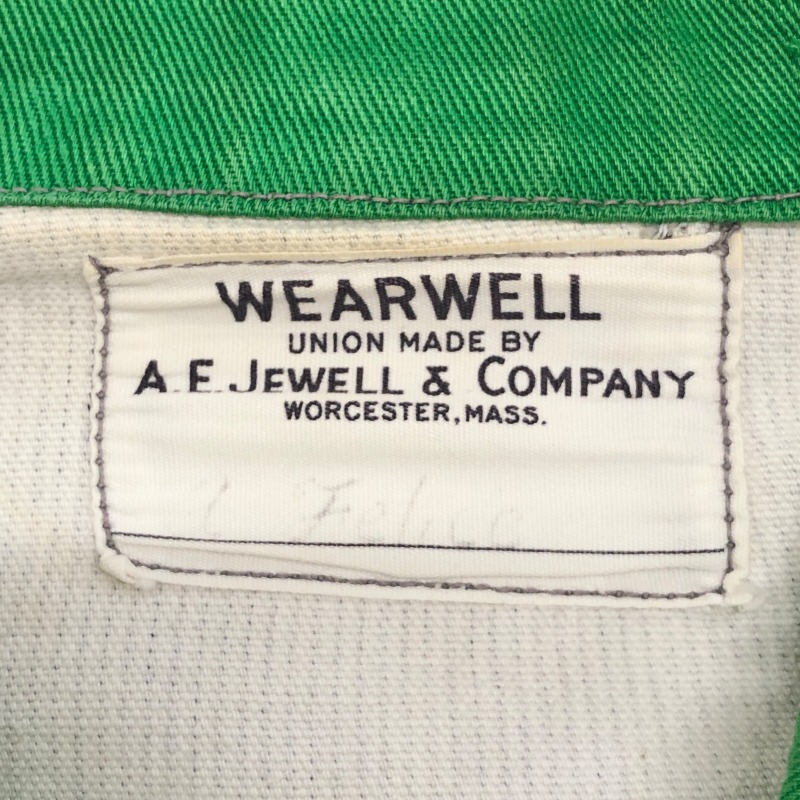 WEARWELL
UNION MADE BY
A.E. JEWELL & COMPANY
WORCESTER, MASS.